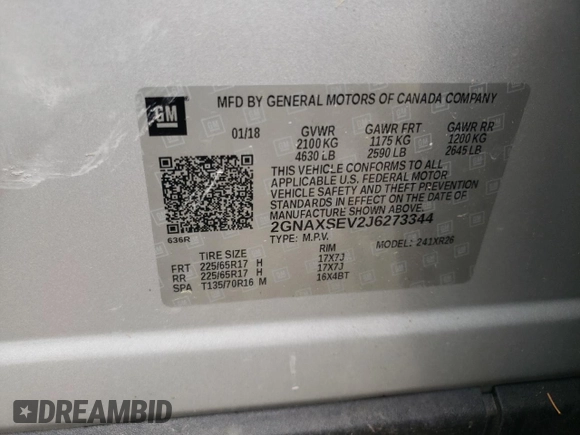 GM
MFD BY GENERAL MOTORS OF CANADA COMPANY
01/18 GVWR GAWR FRT GAWR RR
2100 KG 1175 KG 1200 KG
4630 LB 2590 LB 2645 LB
THIS VEHICLE CONFORMS TO ALL
APPLICABLE U.S. FEDERAL MOTOR
VEHICLE SAFETY AND THEFT PREVENTION
STANDARDS IN EFFECT ON THE DATE OF
MANUFACTURE SHOWN ABOVE.
2GNAXSEV2J6273344
636R TYPE: M.P.V. MODEL: 241XR26
TIRE SIZE RIM
FRT 225/65R17 H 17X7J
RR 225/65R17 H 17X7J
SPA T135/70R16 M 16X4BT
DREAMBID